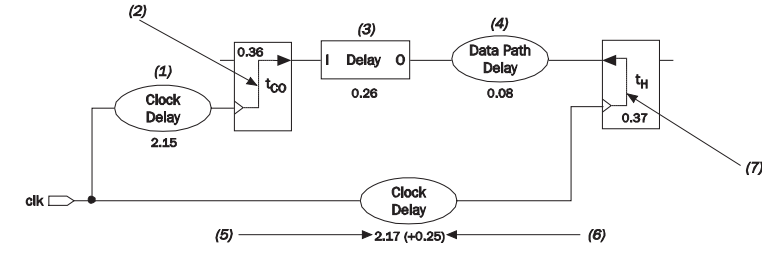 (2)
(3)
(4)
(1)
0.36
tCO
I Delay O
0.26
Data Path
Delay
0.08
tH
0.37
Clock
Delay
2.15
(7)
clk
Clock
Delay
(5)
2.17 (+0.25)
(6)